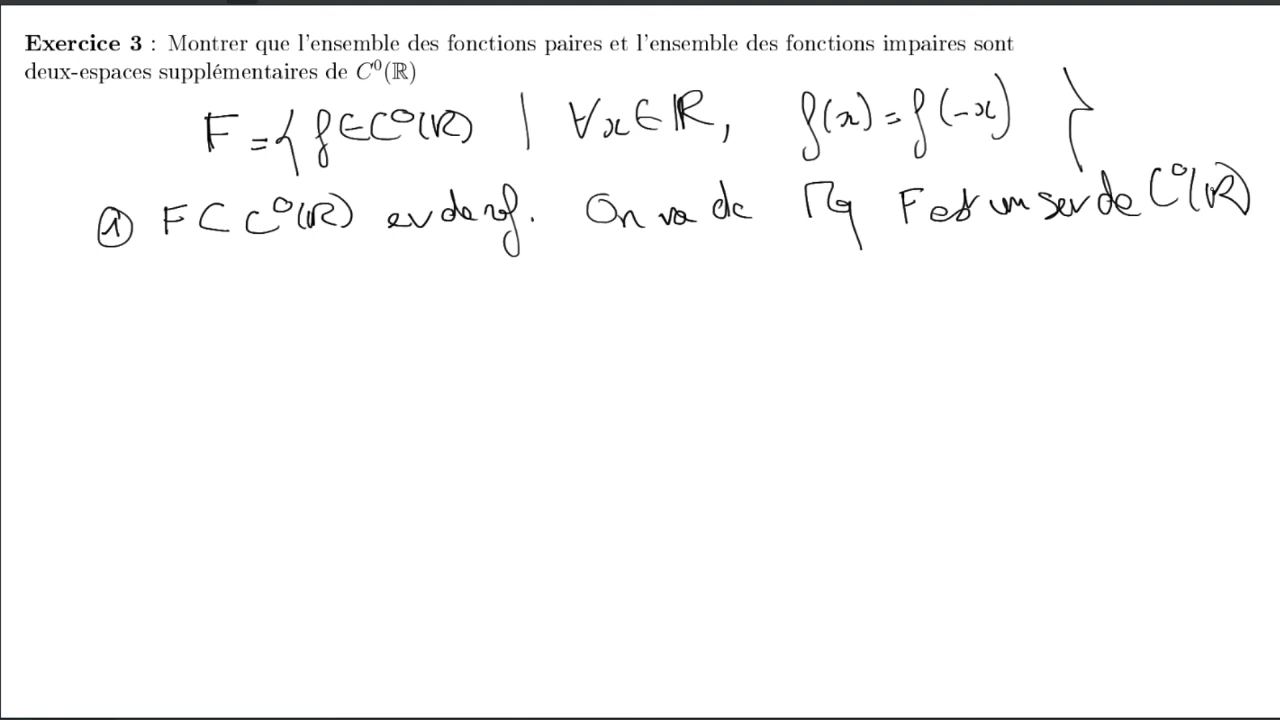 Exercice 3 : Montrer que l'ensemble des fonctions paires et l'ensemble des fonctions impaires sont
deux-espaces supplémentaires de C⁰(ℝ)
F = { f ∈ C⁰(ℝ) | ∀x ∈ ℝ, f(x) = f(-x) }
a) F ⊂ C⁰(ℝ) ev de ref. On va dc Mq F est un sev de C⁰(ℝ)